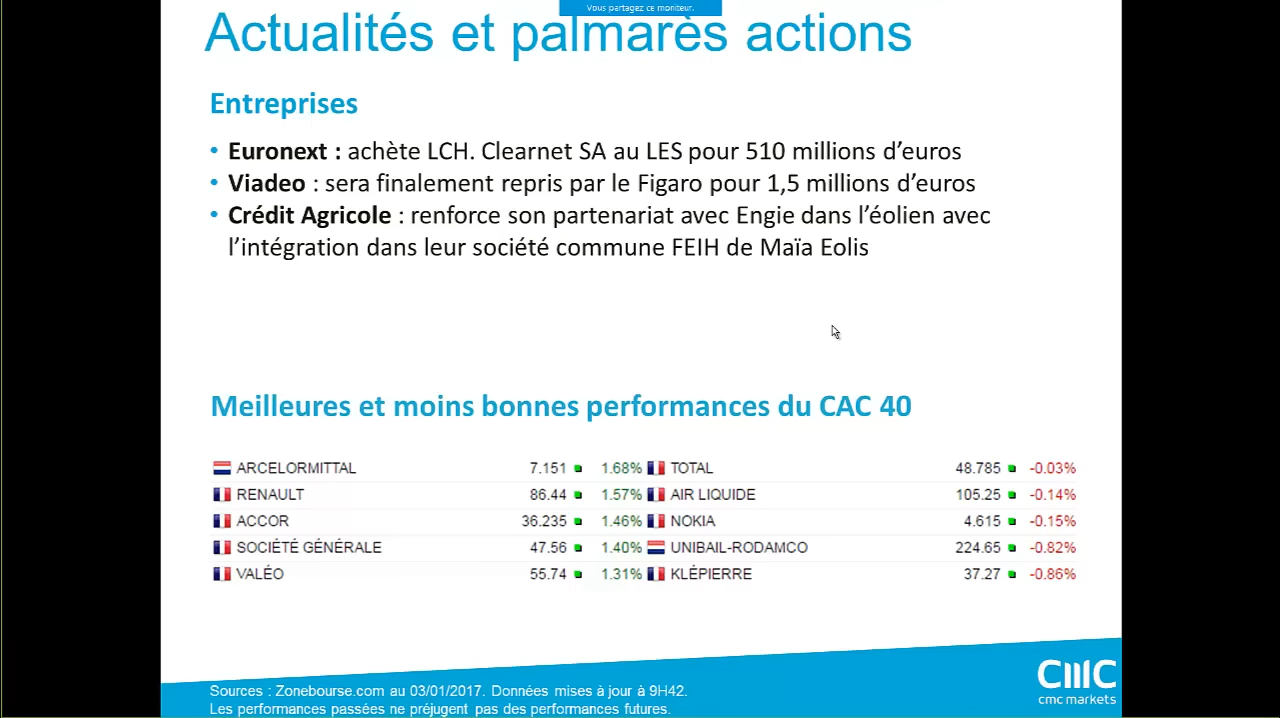 Vous partagez ce moniteur.
Actualités et palmarès actions
Entreprises
• Euronext : achète LCH. Clearnet SA au LES pour 510 millions d’euros
• Viadeo : sera finalement repris par le Figaro pour 1,5 millions d’euros
• Crédit Agricole : renforce son partenariat avec Engie dans l’éolien avec
l’intégration dans leur société commune FEIH de Maïa Eolis
Meilleures et moins bonnes performances du CAC 40
ARCELORMITTAL 7.151 1.68% TOTAL 48.785 -0.03%
RENAULT 86.44 1.57% AIR LIQUIDE 105.25 -0.14%
ACCOR 36.235 1.46% NOKIA 4.615 -0.15%
SOCIÉTÉ GÉNÉRALE 47.56 1.40% UNIBAIL-RODAMCO 224.65 -0.82%
VALÉO 55.74 1.31% KLÉPIERRE 37.27 -0.86%
Sources : Zonebourse.com au 03/01/2017. Données mises à jour à 9H42.
Les performances passées ne préjugent pas des performances futures.
CMC
cmc markets